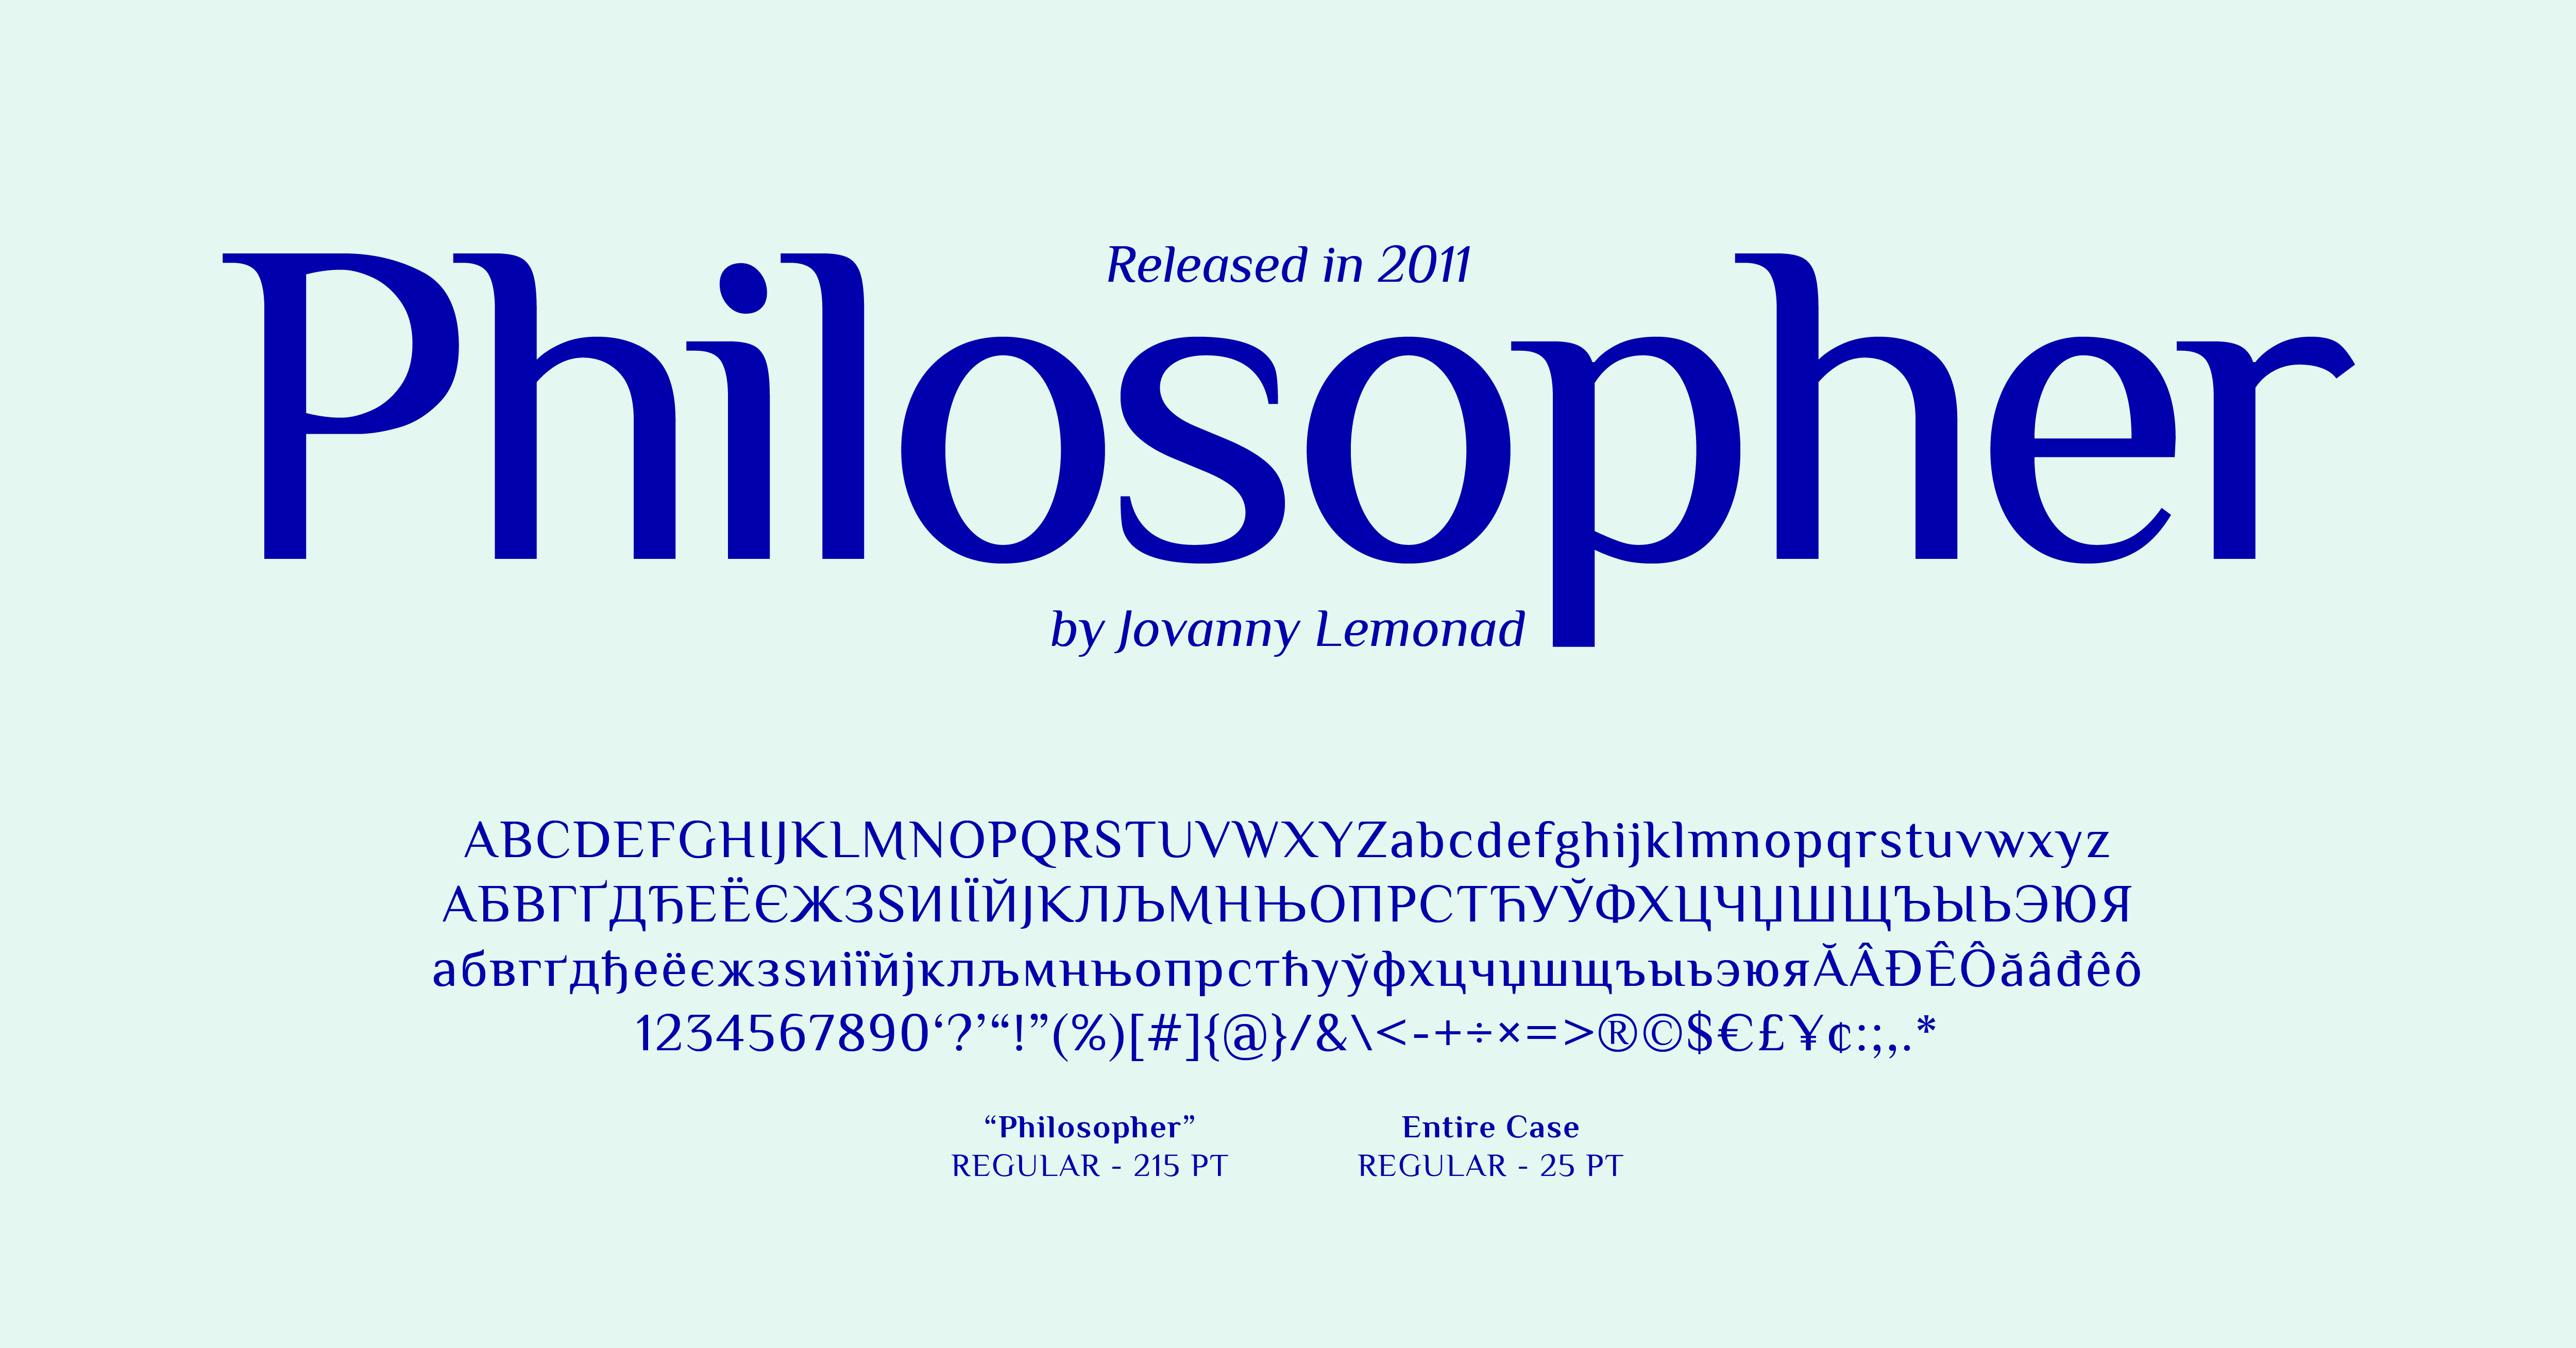 Released in 2011
Philosopher
by Jovanny Lemonad
ABCDEFGHIJKLMNOPQRSTUVWXYZabcdefghijklmnopqrstuvwxyz
АБВГҐДЂЕЁЄЖЗЅИІЇЙЈКЛЉМНЊОПРСТЋУЎФХЦЧЏШЩЪЫЬЭЮЯ
абвгґдђеёєжзѕиіїйјклљмнњопрстћуўфхцчџшщъыьэюяĂÂĐÊÔăâđêô
1234567890‘?’“!”(%)[#]{@}/&\<-+÷×=>®©$€£¥¢:;,.*
“Philosopher” Entire Case
REGULAR - 215 PT REGULAR - 25 PT